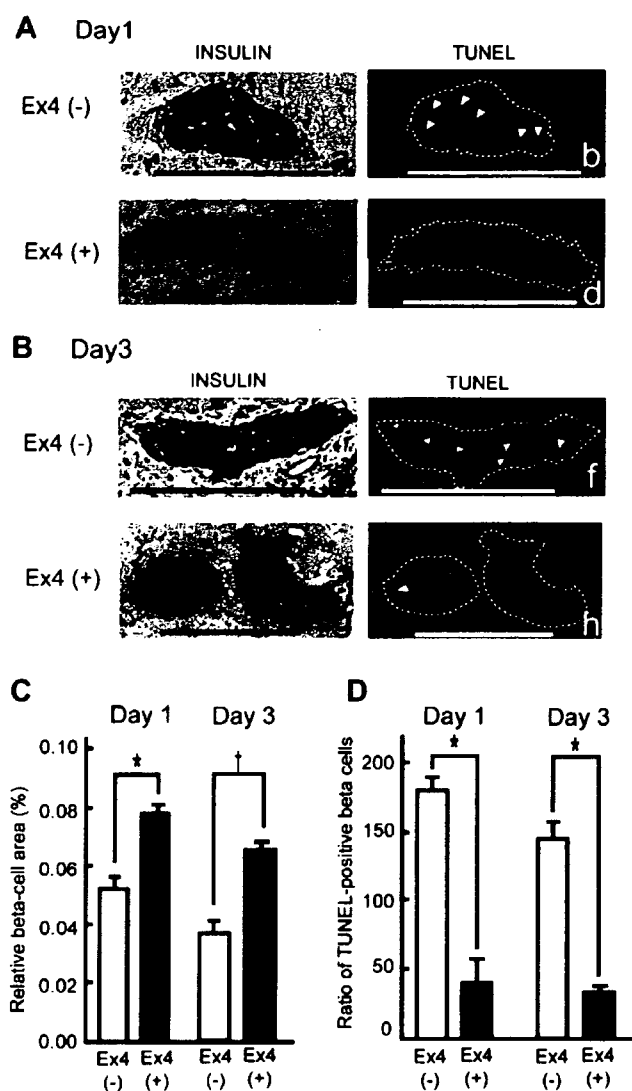 A Day1
INSULIN TUNEL
Ex4 (-)
b
Ex4 (+)
d
B Day3
INSULIN TUNEL
Ex4 (-)
f
Ex4 (+)
h
C D
Day 1 Day 3
*
†
Relative beta-cell area (%)
0.10
0.08
0.06
0.04
0.02
0.00
Ex4 (-) Ex4 (+) Ex4 (-) Ex4 (+)
Day 1 Day 3
* *
Ratio of TUNEL-positive beta cells
200
150
100
50
0
Ex4 (-) Ex4 (+) Ex4 (-) Ex4 (+)